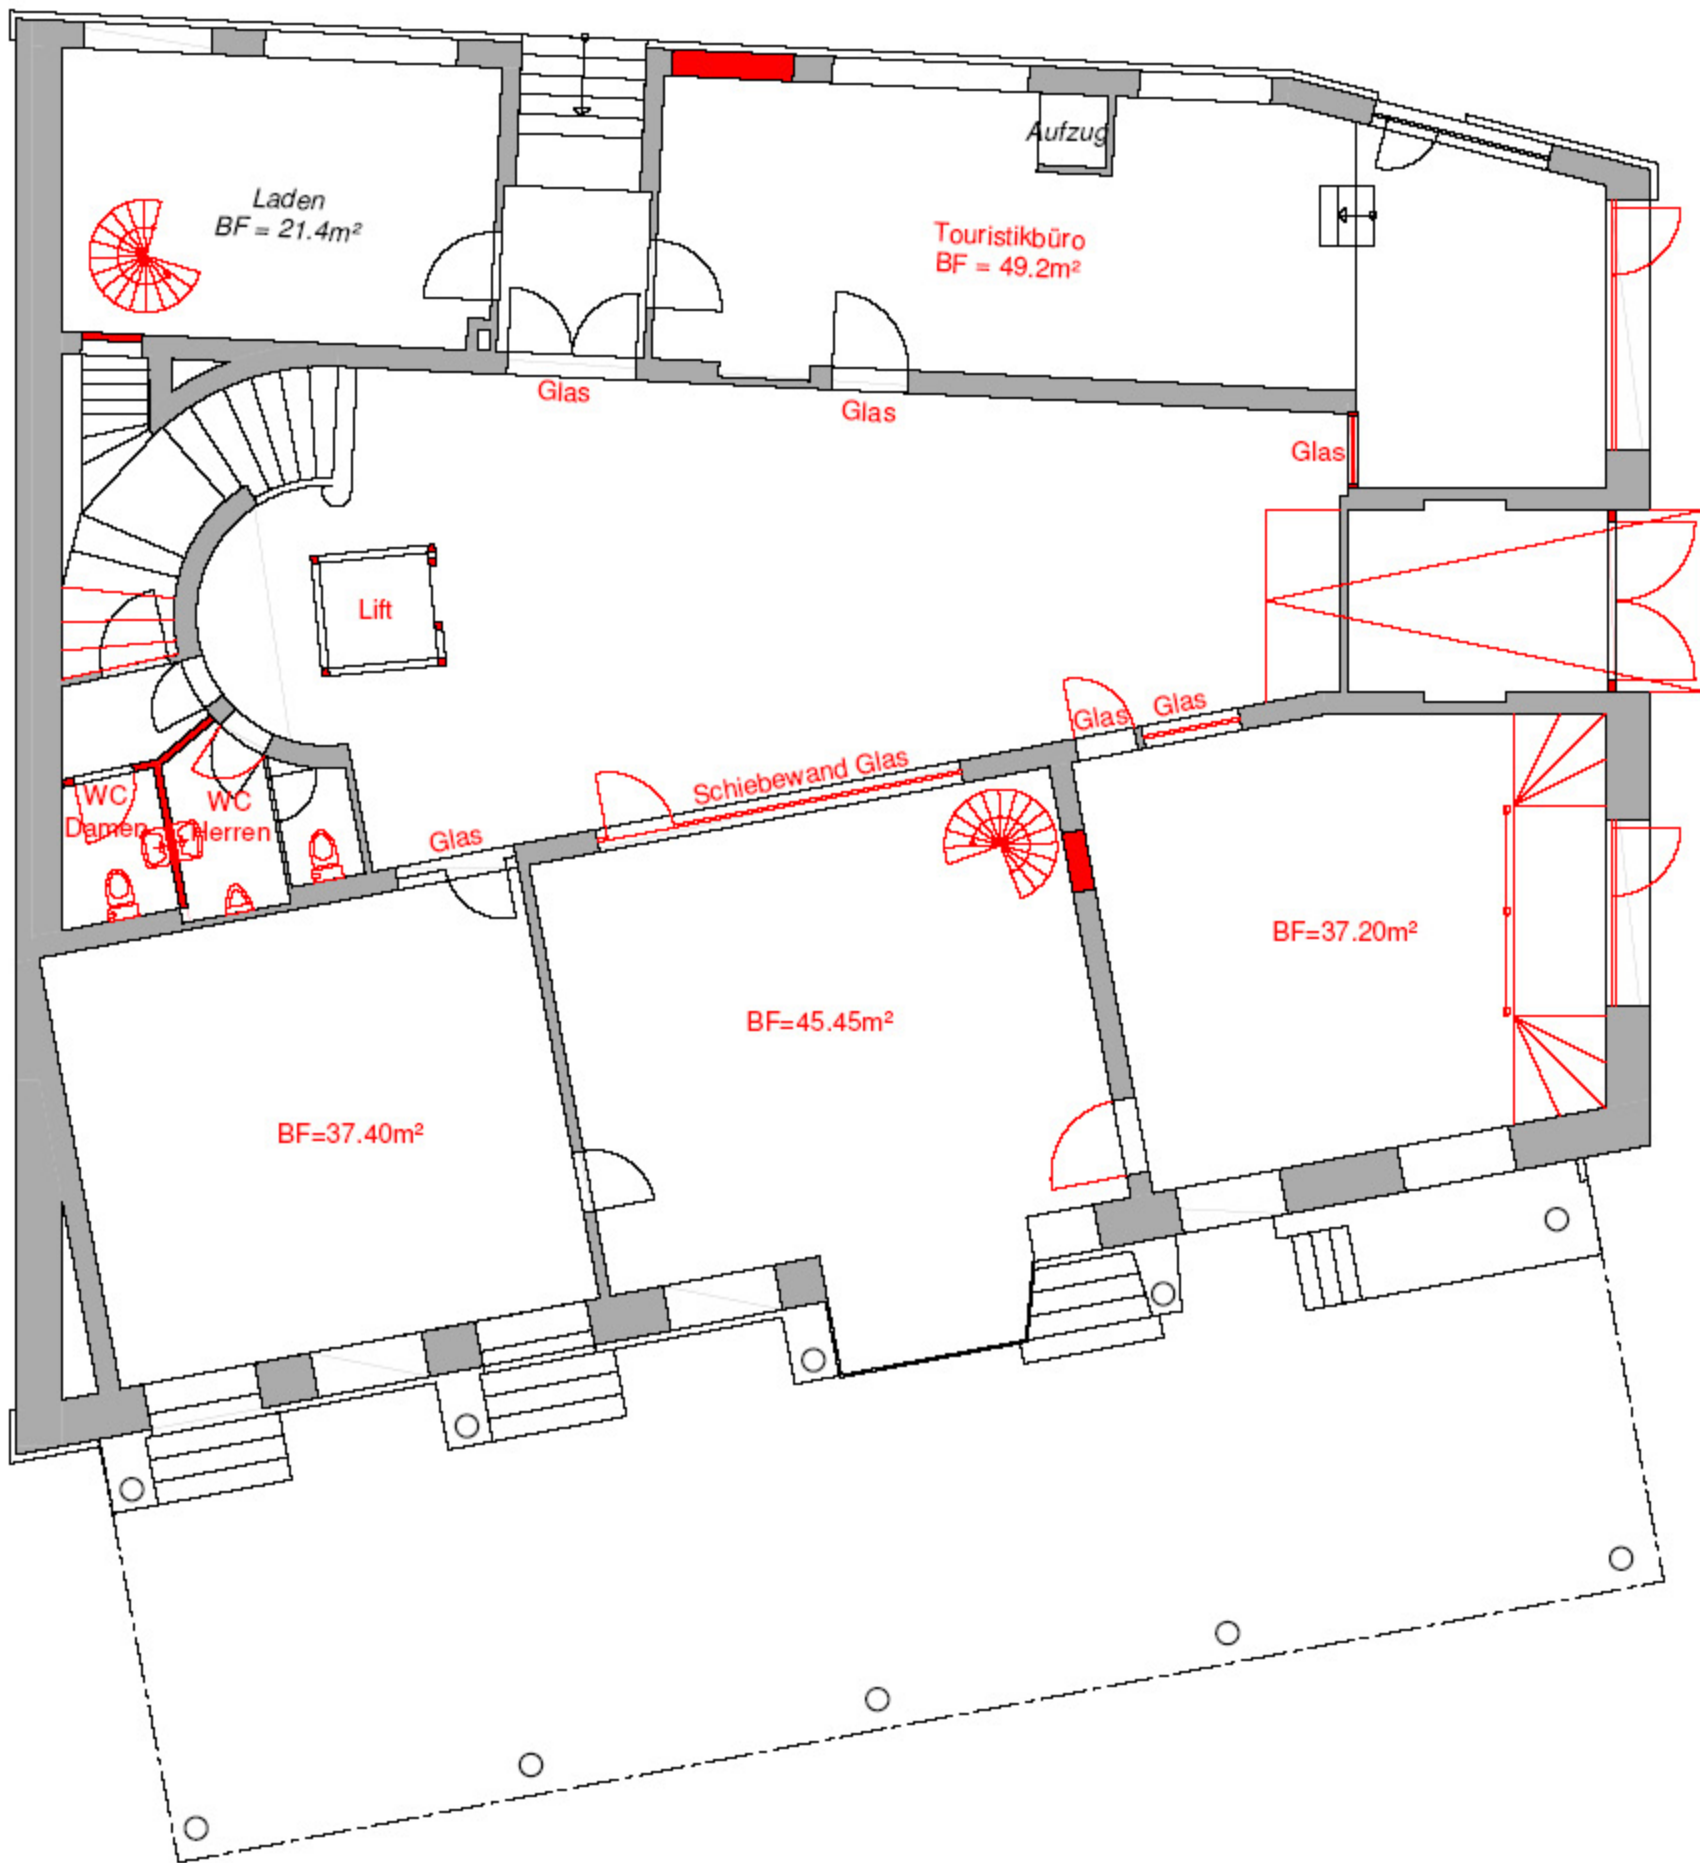 Aufzug
Laden
BF = 21.4m²
Touristikbüro
BF = 49.2m²
Glas
Glas
Glas
Lift
Glas
Glas
Schiebewand Glas
WC
Damen
WC
Herren
Glas
BF=37.20m²
BF=45.45m²
BF=37.40m²